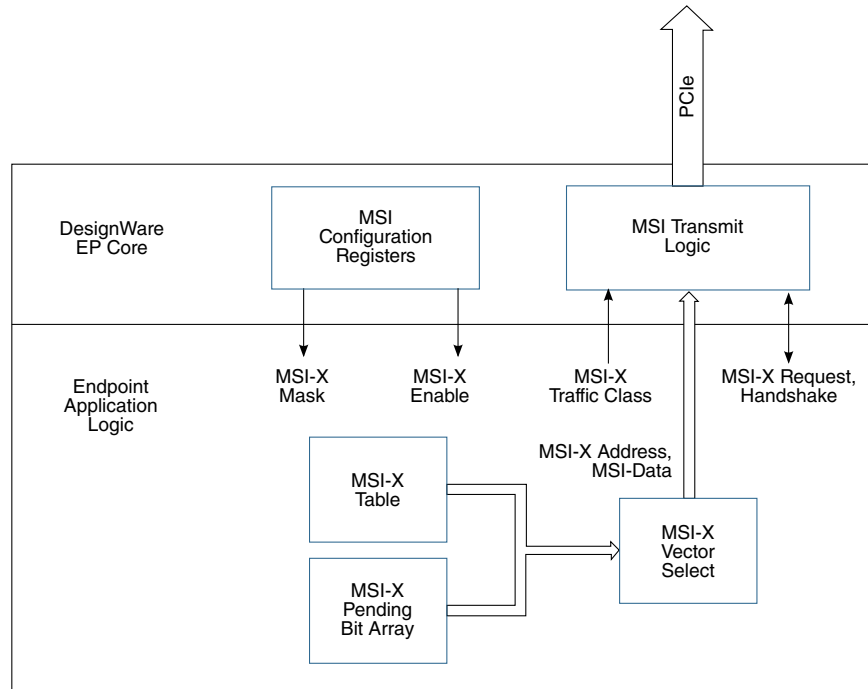 PCIe
DesignWare
EP Core
MSI
Configuration
Registers
MSI Transmit
Logic
Endpoint
Application
Logic
MSI-X
Mask
MSI-X
Enable
MSI-X
Traffic Class
MSI-X Request,
Handshake
MSI-X Address,
MSI-Data
MSI-X
Table
MSI-X
Pending
Bit Array
MSI-X
Vector
Select